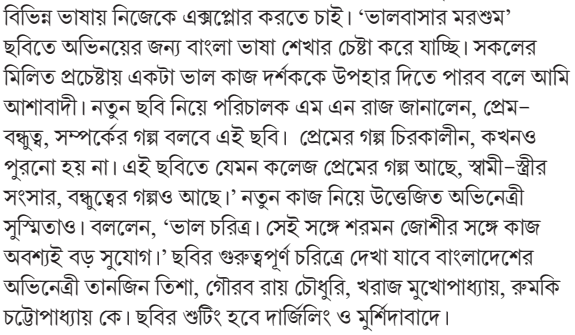 বিভিন্ন ভাষায় নিজেকে এক্সপ্লোর করতে চাই। ‘ভালবাসার মরশুম’
ছবিতে অভিনয়ের জন্য বাংলা ভাষা শেখার চেষ্টা করে যাচ্ছি। সকলের
মিলিত প্রচেষ্টায় একটা ভাল কাজ দর্শককে উপহার দিতে পারব বলে আমি
আশাবাদী। নতুন ছবি নিয়ে পরিচালক এম এন রাজ জানালেন, প্রেম-
বন্ধুত্ব, সম্পর্কের গল্প বলবে এই ছবি। প্রেমের গল্প চিরকালীন, কখনও
পুরনো হয় না। এই ছবিতে যেমন কলেজ প্রেমের গল্প আছে, স্বামী-স্ত্রীর
সংসার, বন্ধুত্বের গল্পও আছে।’ নতুন কাজ নিয়ে উত্তেজিত অভিনেত্রী
সুস্মিতাও। বললেন, ‘ভাল চরিত্র। সেই সঙ্গে শরমন জোশীর সঙ্গে কাজ
অবশ্যই বড় সুযোগ।’ ছবির গুরুত্বপূর্ণ চরিত্রে দেখা যাবে বাংলাদেশের
অভিনেত্রী তানজিন তিশা, গৌরব রায় চৌধুরি, খরাজ মুখোপাধ্যায়, রুমকি
চট্টোপাধ্যায় কে। ছবির শুটিং হবে দার্জিলিং ও মুর্শিদাবাদে।